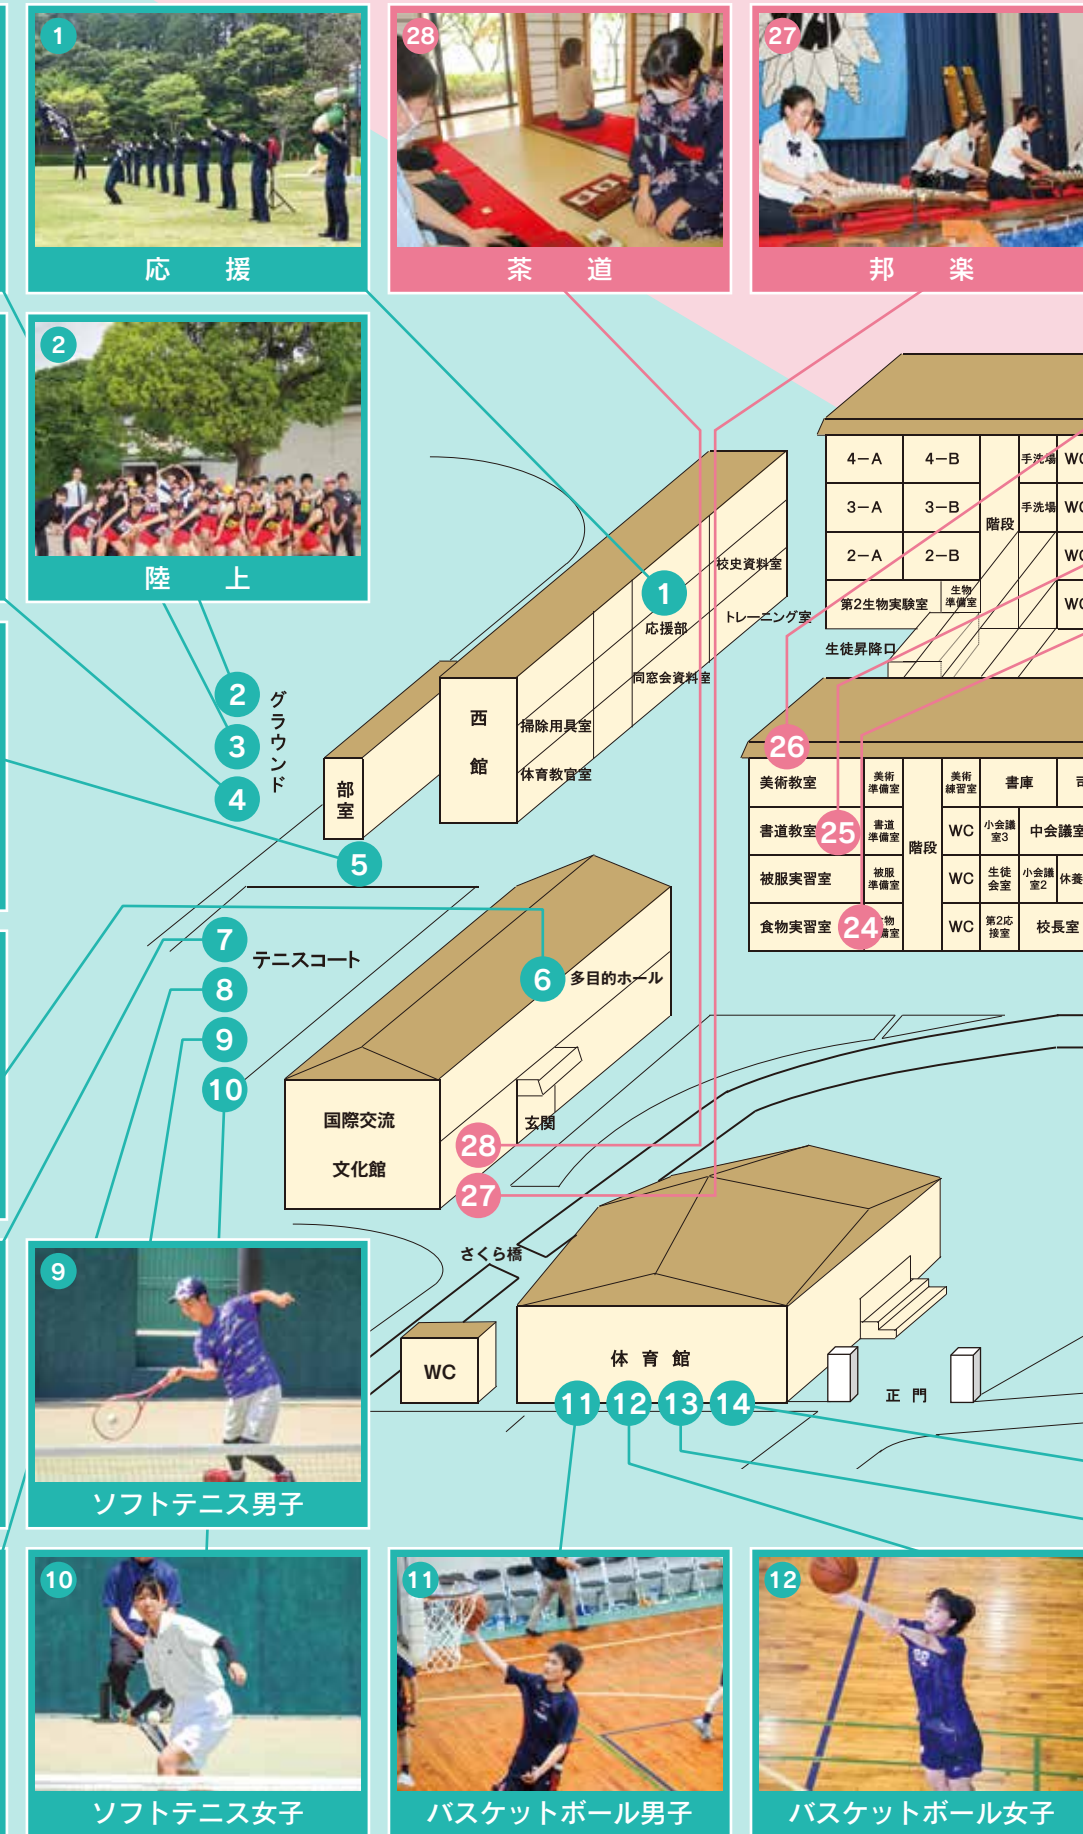 1
応 援
28
茶 道
27
邦 楽
2
陸 上
4-A
4-B
手洗場
WC
3-A
3-B
手洗場
WC
階段
2-A
2-B
WC
第2生物実験室
生物
準備室
WC
生徒昇降口
校史資料室
1
応援部
トレーニング室
同窓会資料室
西
館
掃除用具室
体育教官室
部
室
2
3
4
グラウンド
5
26
美術教室
美術
準備室
美術
練習室
書庫
書道教室
25
書道
準備室
階段
WC
小会議
室3
中会議室
被服実習室
被服
準備室
WC
生徒
会室
小会議
室2
休養
食物実習室
24
WC
第2応
接室
校長室
7
8
9
10
テニスコート
6
多目的ホール
国際交流
文化館
玄関
28
27
さくら橋
WC
体 育 館
11
12
13
14
正 門
9
ソフトテニス男子
10
ソフトテニス女子
11
バスケットボール男子
12
バスケットボール女子